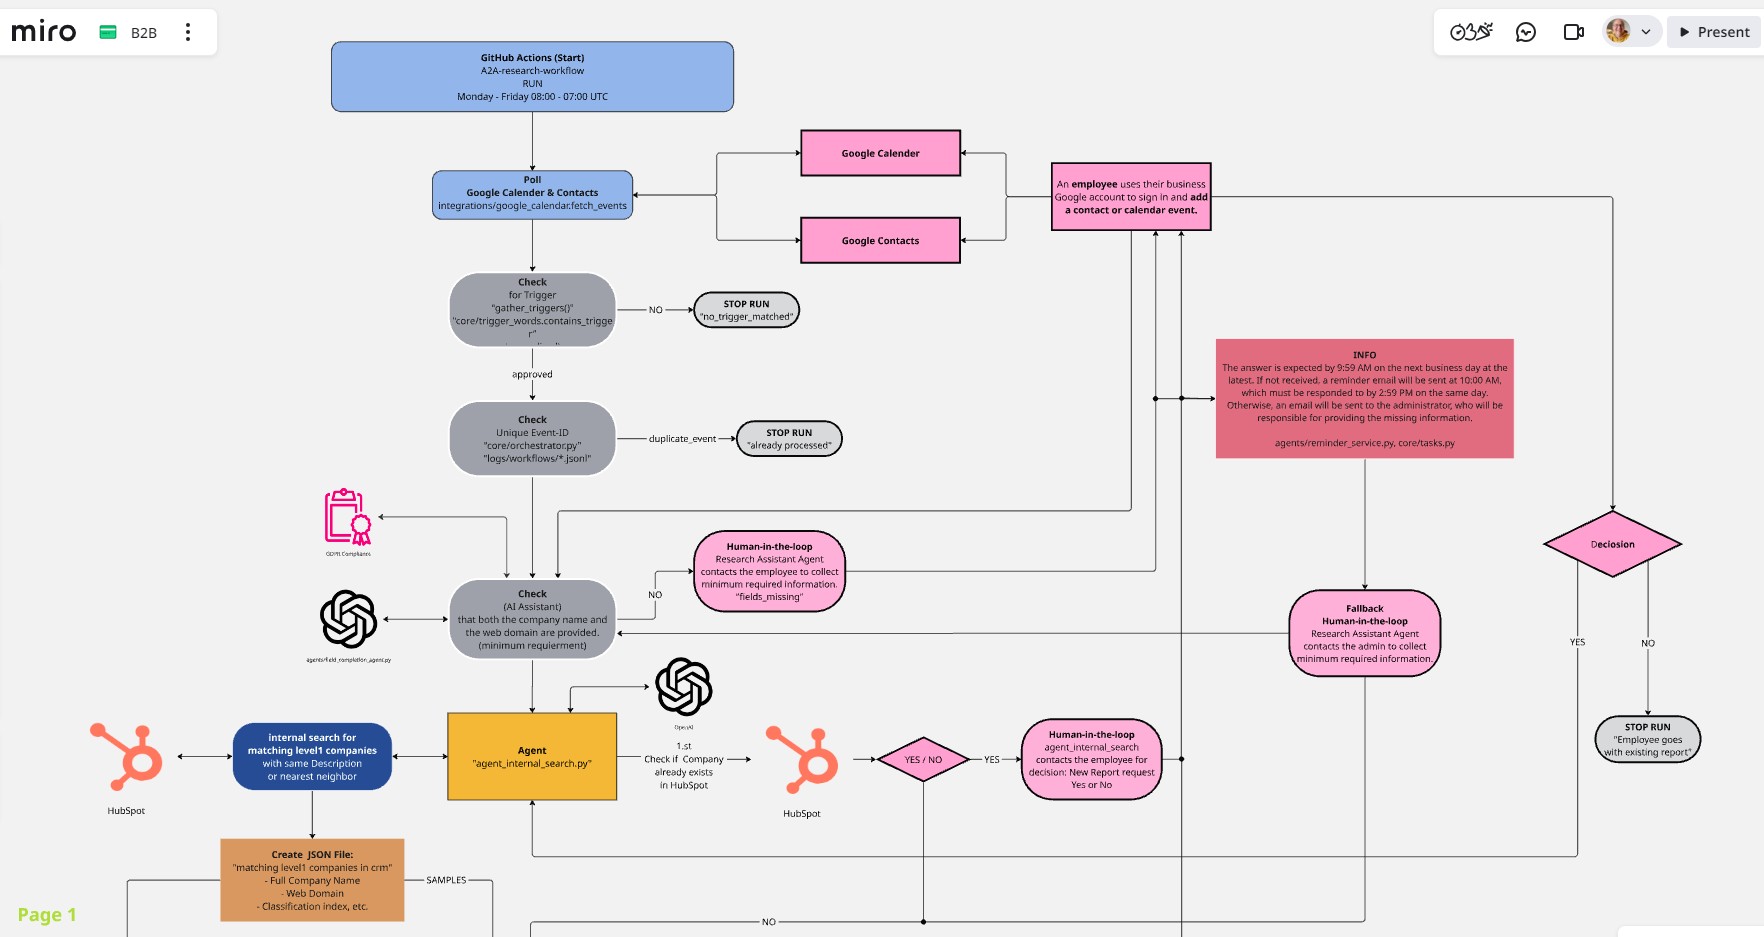 miro
B2B
Present
GitHub Actions (Start)
A2A-research-workflow
RUN
Monday - Friday 08:00 - 07:00 UTC
Google Calender
Poll
Google Calender & Contacts
integrations/google_calendar.fetch_events
An employee uses their business
Google account to sign in and add
a contact or calendar event.
Google Contacts
Check
for Trigger
"gather_triggers()"
"core/trigger_words.contains_trigge
r"
NO
STOP RUN
"no_trigger_matched"
approved
INFO
The answer is expected by 9:59 AM on the next business day at the
latest. If not received, a reminder email will be sent at 10:00 AM,
which must be responded to by 2:59 PM on the same day.
Otherwise, an email will be sent to the administrator, who will be
responsible for providing the missing information.
agents/reminder_service.py, core/tasks.py
Check
Unique Event-ID
"core/orchestrator.py"
"logs/workflows/*.jsonl"
duplicate_event
STOP RUN
"already processed"
GDPR Compliance
Human-in-the-loop
Research Assistant Agent
contacts the employee to collect
minimum required information.
"fields_missing"
Deciosion
NO
Check
(AI Assistant)
that both the company name and
the web domain are provided.
(minimum requierment)
agents/field_completion_agent.py
Fallback
Human-in-the-loop
Research Assistant Agent
contacts the admin to collect
minimum required information.
YES
NO
OpenAI
internal search for
matching level1 companies
with same Description
or nearest neighbor
HubSpot
Agent
"agent_internal_search.py"
1.st
Check if Company
already exists
in HubSpot
HubSpot
YES / NO
YES
Human-in-the-loop
agent_internal_search
contacts the employee for
decision: New Report request
Yes or No
STOP RUN
"Employee goes
with existing report"
Create JSON File:
"matching level1 companies in crm"
- Full Company Name
- Web Domain
- Classification index, etc.
SAMPLES
NO
Page 1